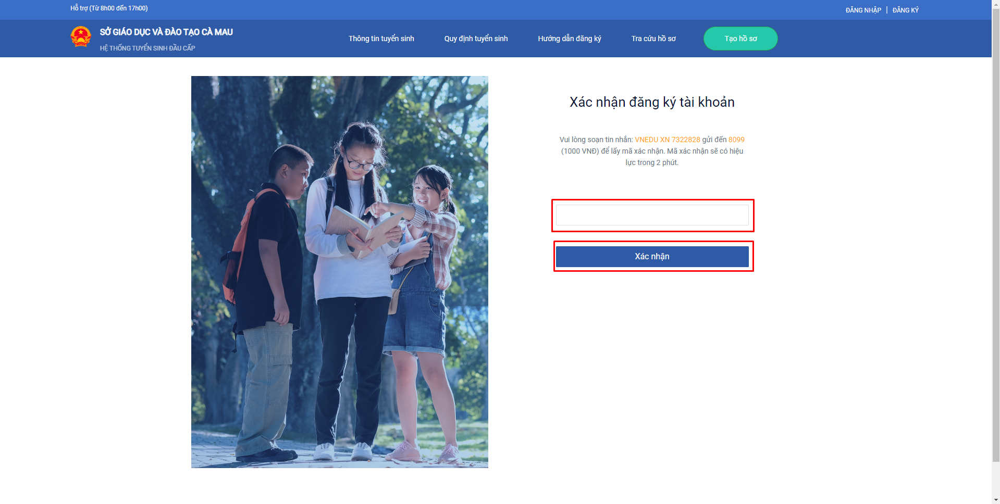 Hỗ trợ (Từ 8h00 đến 17h00)
ĐĂNG NHẬP | ĐĂNG KÝ
SỞ GIÁO DỤC VÀ ĐÀO TẠO CÀ MAU
HỆ THỐNG TUYỂN SINH ĐẦU CẤP
Thông tin tuyển sinh
Quy định tuyển sinh
Hướng dẫn đăng ký
Tra cứu hồ sơ
Tạo hồ sơ
Xác nhận đăng ký tài khoản
Vui lòng soạn tin nhắn: VNEDU XN 7322828 gửi đến 8099
(1000 VNĐ) để lấy mã xác nhận. Mã xác nhận sẽ có hiệu
lực trong 2 phút.
Xác nhận